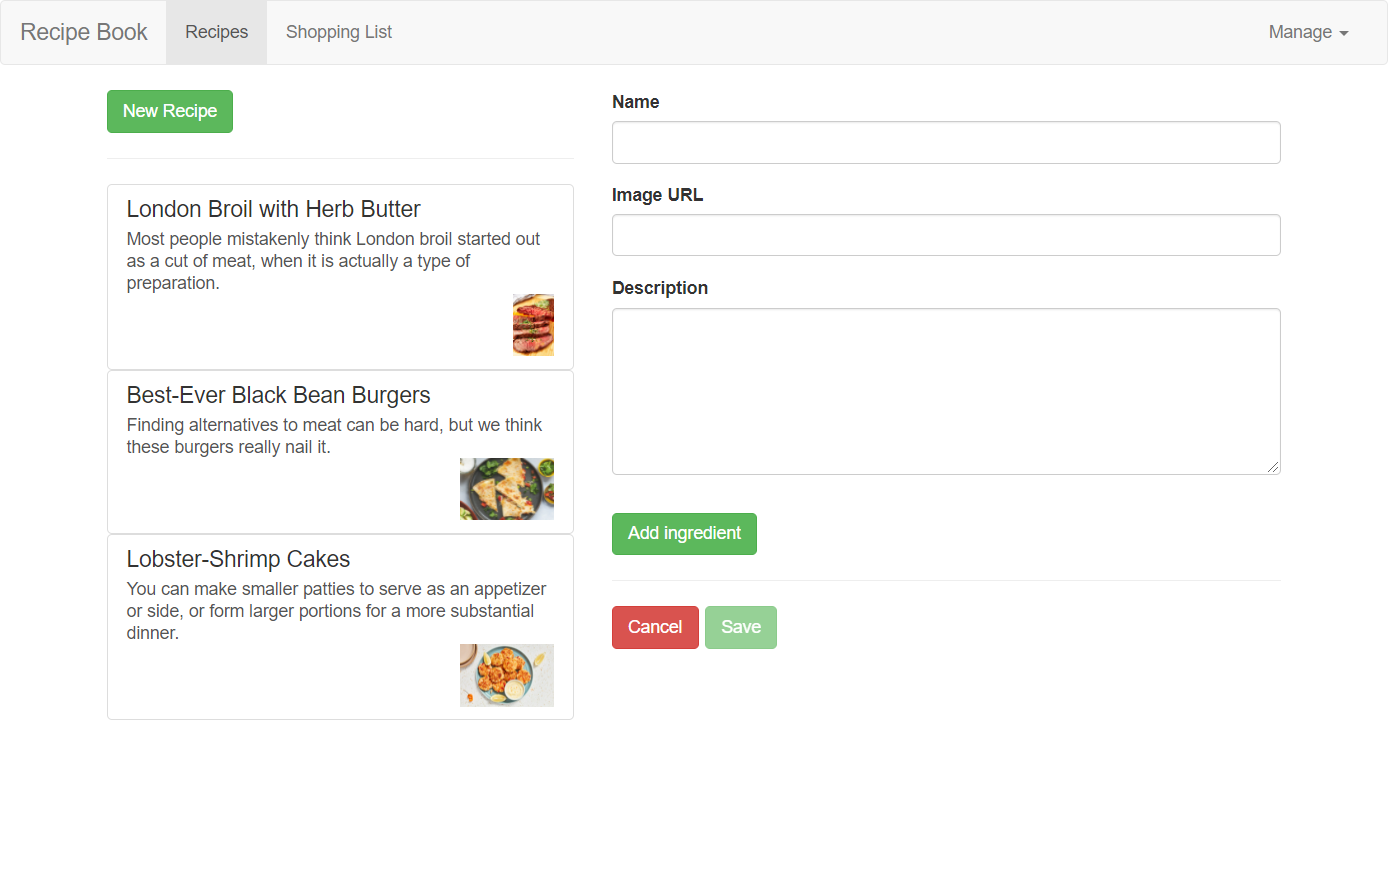 Recipe Book
Recipes
Shopping List
Manage
New Recipe
London Broil with Herb Butter
Most people mistakenly think London broil started out
as a cut of meat, when it is actually a type of
preparation.
Best-Ever Black Bean Burgers
Finding alternatives to meat can be hard, but we think
these burgers really nail it.
Lobster-Shrimp Cakes
You can make smaller patties to serve as an appetizer
or side, or form larger portions for a more substantial
dinner.
Name
Image URL
Description
Add ingredient
Cancel
Save